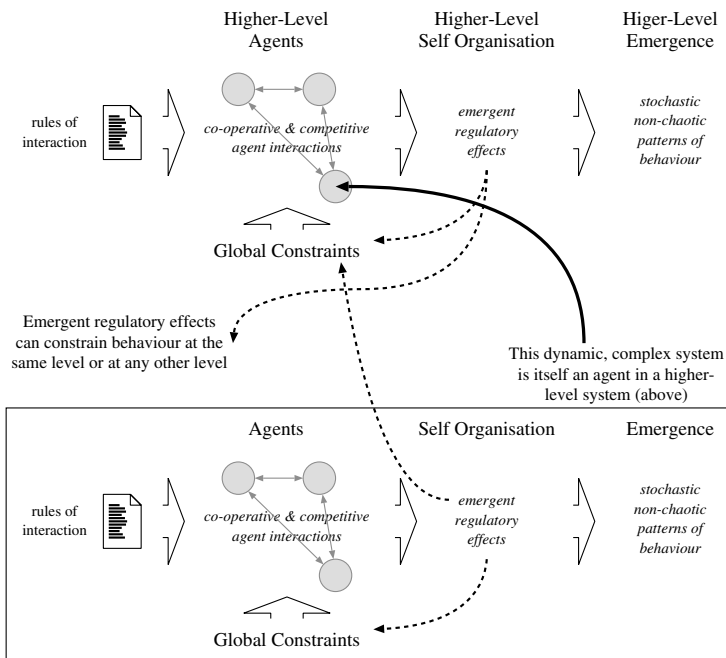 Higher-Level
Agents
Higher-Level
Self Organisation
Higer-Level
Emergence
rules of
interaction
co-operative & competitive
agent interactions
emergent
regulatory
effects
stochastic
non-chaotic
patterns of
behaviour
Global Constraints
Emergent regulatory effects
can constrain behaviour at the
same level or at any other level
This dynamic, complex system
is itself an agent in a higher-
level system (above)
Agents
Self Organisation
Emergence
rules of
interaction
co-operative & competitive
agent interactions
emergent
regulatory
effects
stochastic
non-chaotic
patterns of
behaviour
Global Constraints